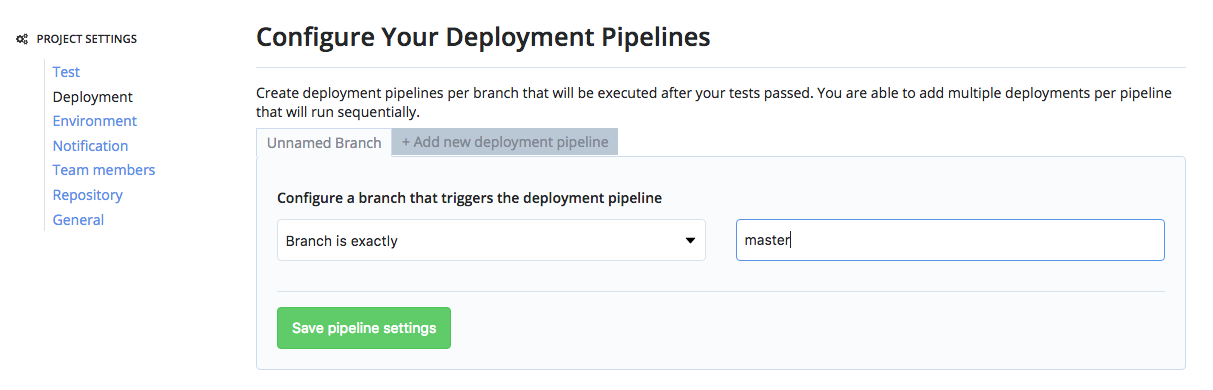 PROJECT SETTINGS
Test
Deployment
Environment
Notification
Team members
Repository
General
Configure Your Deployment Pipelines
Create deployment pipelines per branch that will be executed after your tests passed. You are able to add multiple deployments per pipeline
that will run sequentially.
Unnamed Branch + Add new deployment pipeline
Configure a branch that triggers the deployment pipeline
Branch is exactly master
Save pipeline settings